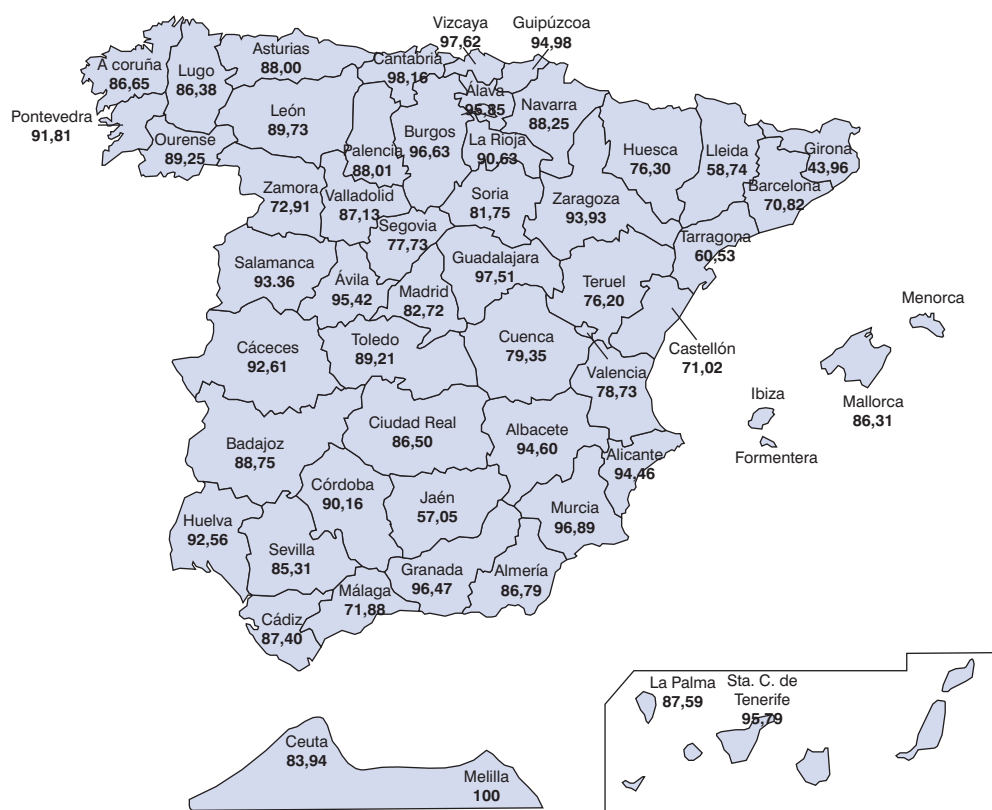 Vizcaya
97,62
Guipúzcoa
94,98
A coruña
86,65
Lugo
86,38
Asturias
88,00
Cantabria
98,16
Álava
95,85
Navarra
88,25
Pontevedra
91,81
Ourense
89,25
León
89,73
Palencia
88,01
Burgos
96,63
La Rioja
90,63
Huesca
76,30
Lleida
58,74
Girona
43,96
Barcelona
70,82
Zamora
72,91
Valladolid
87,13
Soria
81,75
Zaragoza
93,93
Segovia
77,73
Tarragona
60,53
Salamanca
93.36
Ávila
95,42
Madrid
82,72
Guadalajara
97,51
Teruel
76,20
Menorca
Cáceces
92,61
Toledo
89,21
Cuenca
79,35
Castellón
71,02
Valencia
78,73
Mallorca
86,31
Ibiza
Formentera
Badajoz
88,75
Ciudad Real
86,50
Albacete
94,60
Alicante
94,46
Córdoba
90,16
Jaén
57,05
Murcia
96,89
Huelva
92,56
Sevilla
85,31
Granada
96,47
Almería
86,79
Málaga
71,88
Cádiz
87,40
La Palma
87,59
Sta. C. de
Tenerife
95,79
Ceuta
83,94
Melilla
100